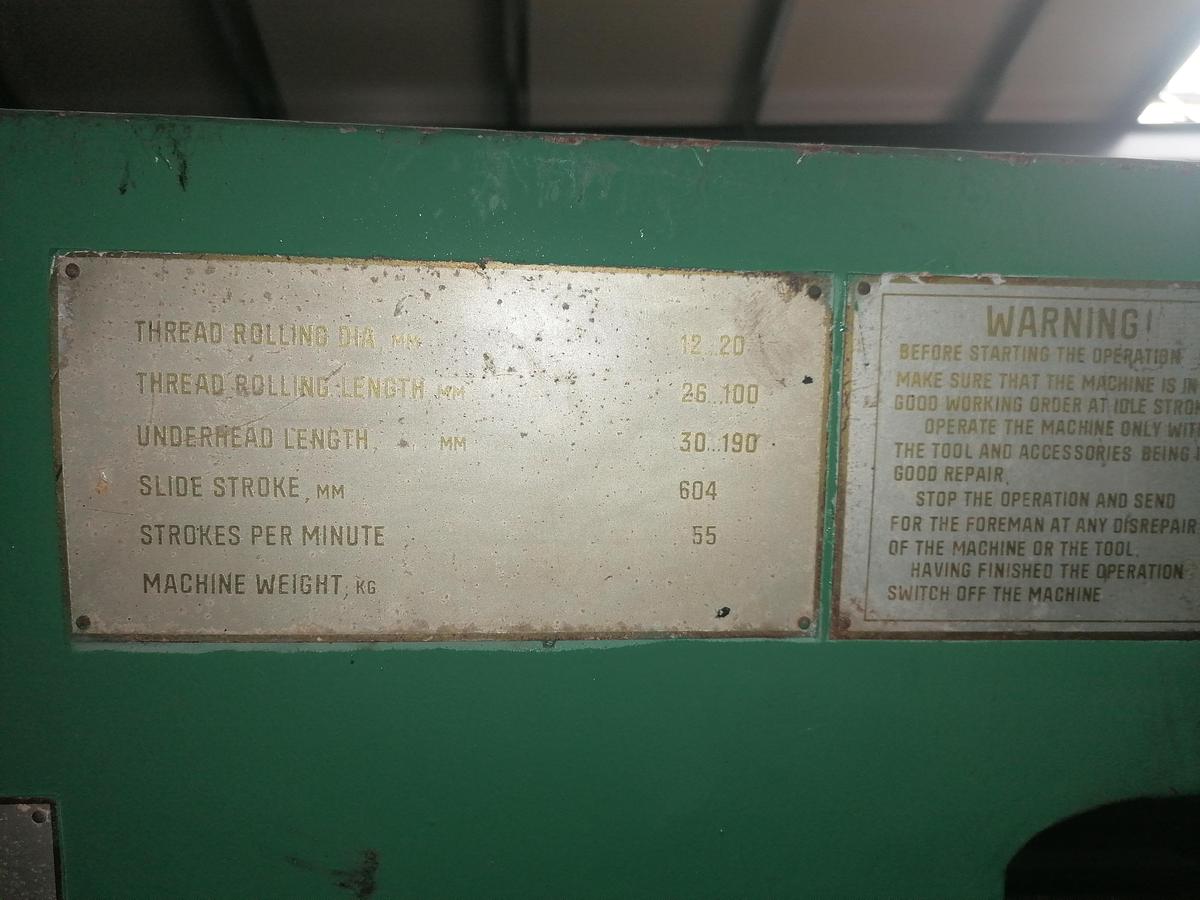 THREAD ROLLING DIA, MM 12...20
THREAD ROLLING LENGTH MM 26...100
UNDERHEAD LENGTH, MM 30...190
SLIDE STROKE, MM 604
STROKES PER MINUTE 55
MACHINE WEIGHT, KG
WARNING!
BEFORE STARTING THE OPERATION
MAKE SURE THAT THE MACHINE IS IN
GOOD WORKING ORDER AT IDLE
OPERATE THE MACHINE ONLY
THE TOOL AND ACCESSORIES BEING
GOOD REPAIR,
STOP THE OPERATION AND SEND
FOR THE FOREMAN AT ANY DISREPAIR
OF THE MACHINE OR THE TOOL.
HAVING FINISHED THE OPERATION
SWITCH OFF THE MACHINE